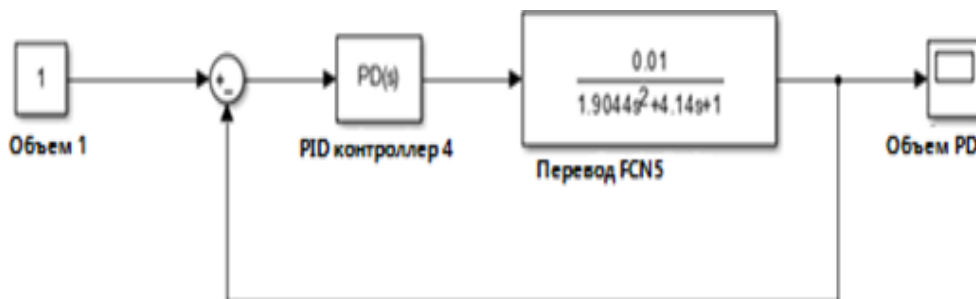 1
Объем 1
+
-
PD(s)
PID контроллер 4
0.01
1.9044s²+4.14s+1
Перевод FCN5
Объем PD